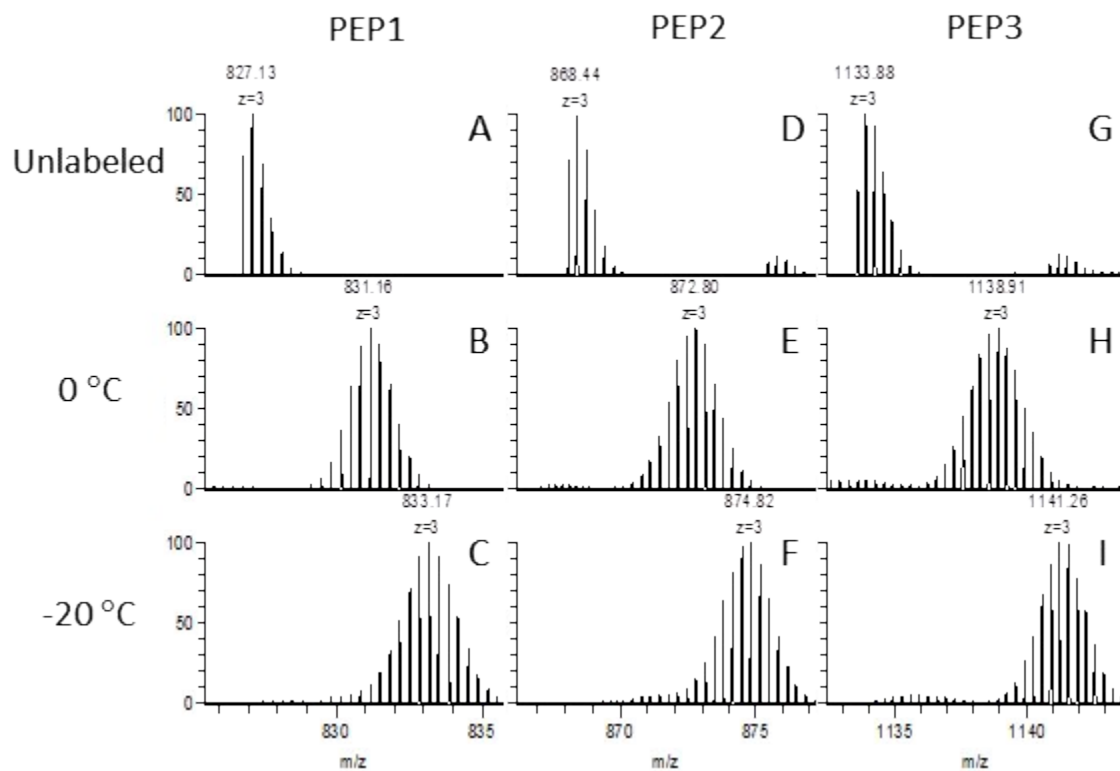 PEP1 PEP2 PEP3
827.13 868.44 1133.88
z=3 z=3 z=3
100 A D G
Unlabeled
50
0
831.16 872.80 1138.91
z=3 z=3 z=3
100 B E H
0 °C
50
0
833.17 874.82 1141.26
z=3 z=3 z=3
100 C F I
-20 °C
50
0
830 835 870 875 1135 1140
m/z m/z m/z